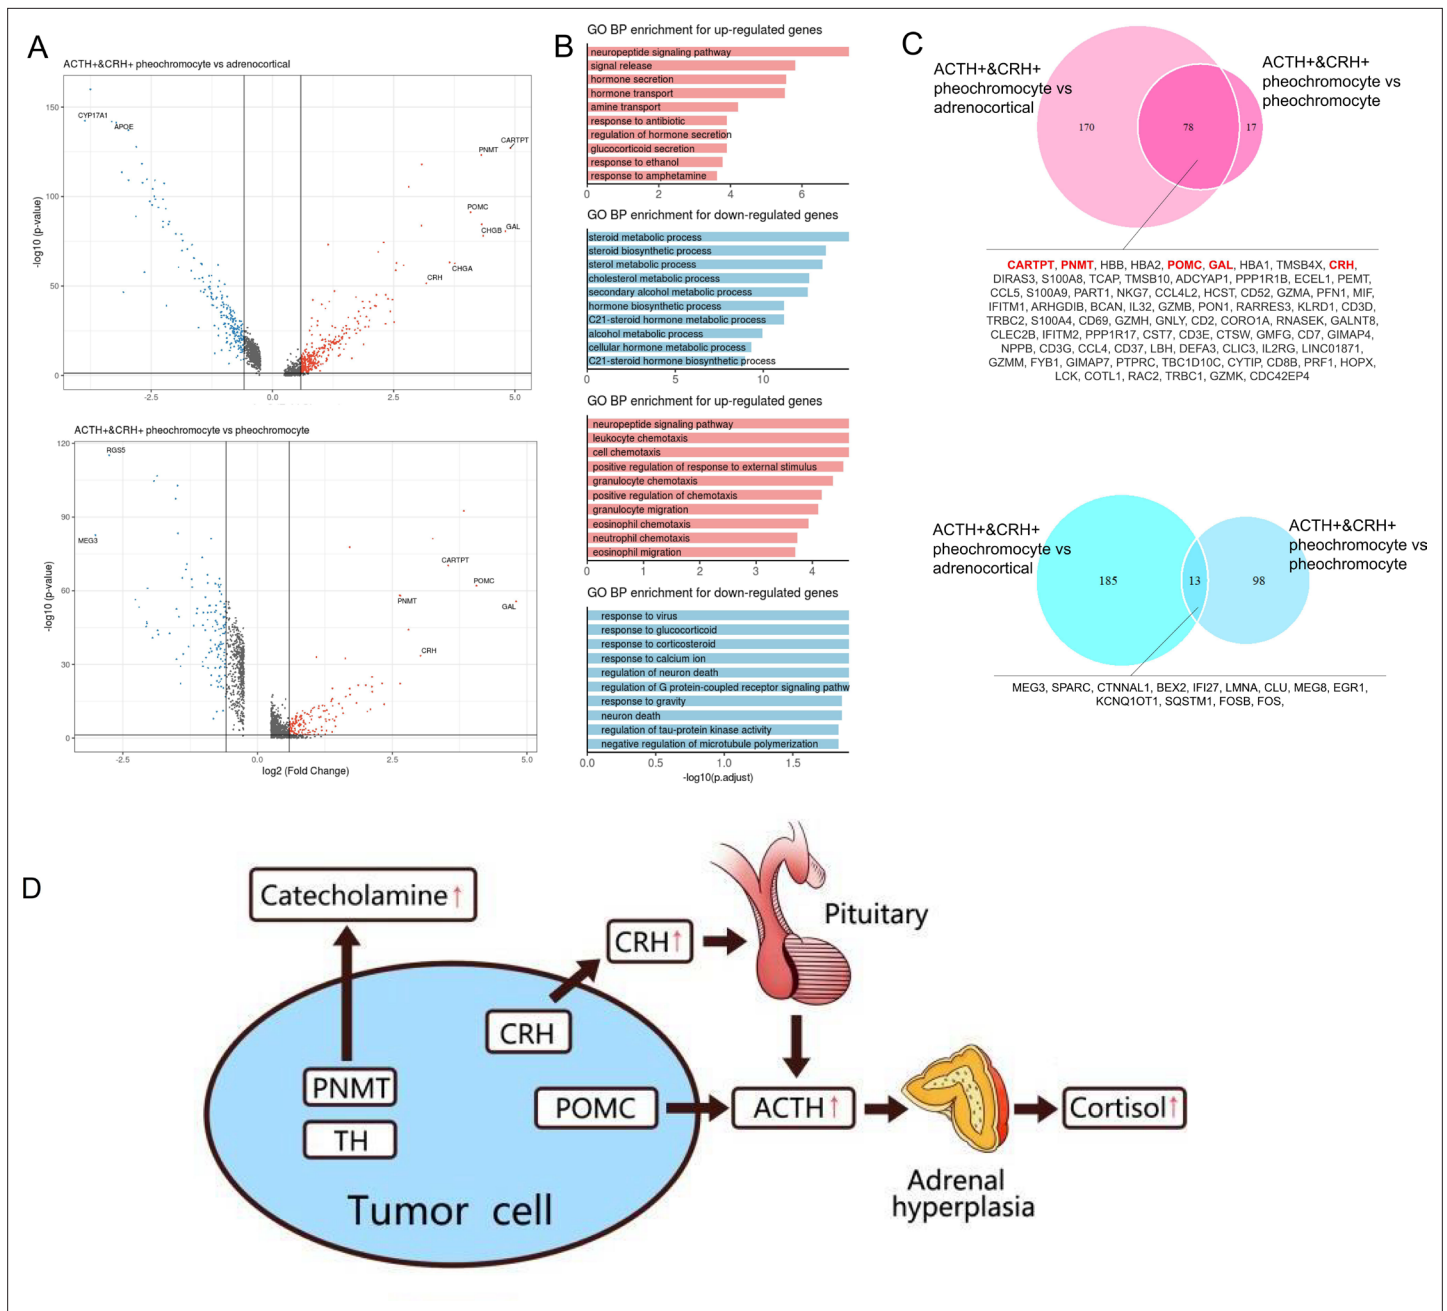 A
ACTH+&CRH+ pheochromocyte vs adrenocortical
-log10 (p-value)
150
100
50
0
-2.5
0.0
2.5
5.0
CYP17A1
APOE
CARTPT
PNMT
POMC
GAL
CHGB
CHGA
CRH
ACTH+&CRH+ pheochromocyte vs pheochromocyte
-log10 (p-value)
120
90
60
30
0
-2.5
0.0
2.5
5.0
log2 (Fold Change)
RGS5
MEG3
CARTPT
POMC
PNMT
GAL
CRH
B
GO BP enrichment for up-regulated genes
neuropeptide signaling pathway
signal release
hormone secretion
hormone transport
amine transport
response to antibiotic
regulation of hormone secretion
glucocorticoid secretion
response to ethanol
response to amphetamine
0 2 4 6
GO BP enrichment for down-regulated genes
steroid metabolic process
steroid biosynthetic process
sterol metabolic process
cholesterol metabolic process
secondary alcohol metabolic process
hormone biosynthetic process
C21-steroid hormone metabolic process
alcohol metabolic process
cellular hormone metabolic process
C21-steroid hormone biosynthetic process
0 5 10
GO BP enrichment for up-regulated genes
neuropeptide signaling pathway
leukocyte chemotaxis
cell chemotaxis
positive regulation of response to external stimulus
granulocyte chemotaxis
positive regulation of chemotaxis
granulocyte migration
eosinophil chemotaxis
neutrophil chemotaxis
eosinophil migration
0 1 2 3 4
GO BP enrichment for down-regulated genes
response to virus
response to glucocorticoid
response to corticosteroid
response to calcium ion
regulation of neuron death
regulation of G protein-coupled receptor signaling pathw
response to gravity
neuron death
regulation of tau-protein kinase activity
negative regulation of microtubule polymerization
0.0 0.5 1.0 1.5
-log10(p.adjust)
C
ACTH+&CRH+
pheochromocyte vs
adrenocortical
ACTH+&CRH+
pheochromocyte vs
pheochromocyte
170
78
17
CARTPT, PNMT, HBB, HBA2, POMC, GAL, HBA1, TMSB4X, CRH,
DIRAS3, S100A8, TCAP, TMSB10, ADCYAP1, PPP1R1B, ECEL1, PEMT,
CCL5, S100A9, PART1, NKG7, CCL4L2, HCST, CD52, GZMA, PFN1, MIF,
IFITM1, ARHGDIB, BCAN, IL32, GZMB, PON1, RARRES3, KLRD1, CD3D,
TRBC2, S100A4, CD69, GZMH, GNLY, CD2, CORO1A, RNASEK, GALNT8,
CLEC2B, IFITM2, PPP1R17, CST7, CD3E, CTSW, GMFG, CD7, GIMAP4,
NPPB, CD3G, CCL4, CD37, LBH, DEFA3, CLIC3, IL2RG, LINC01871,
GZMM, FYB1, GIMAP7, PTPRC, TBC1D10C, CYTIP, CD8B, PRF1, HOPX,
LCK, COTL1, RAC2, TRBC1, GZMK, CDC42EP4
ACTH+&CRH+
pheochromocyte vs
adrenocortical
ACTH+&CRH+
pheochromocyte vs
pheochromocyte
185
13
98
MEG3, SPARC, CTNNAL1, BEX2, IFI27, LMNA, CLU, MEG8, EGR1,
KCNQ1OT1, SQSTM1, FOSB, FOS,
D
Catecholamine↑
CRH↑
Pituitary
CRH
PNMT
TH
POMC
ACTH↑
Cortisol↑
Adrenal
hyperplasia
Tumor cell